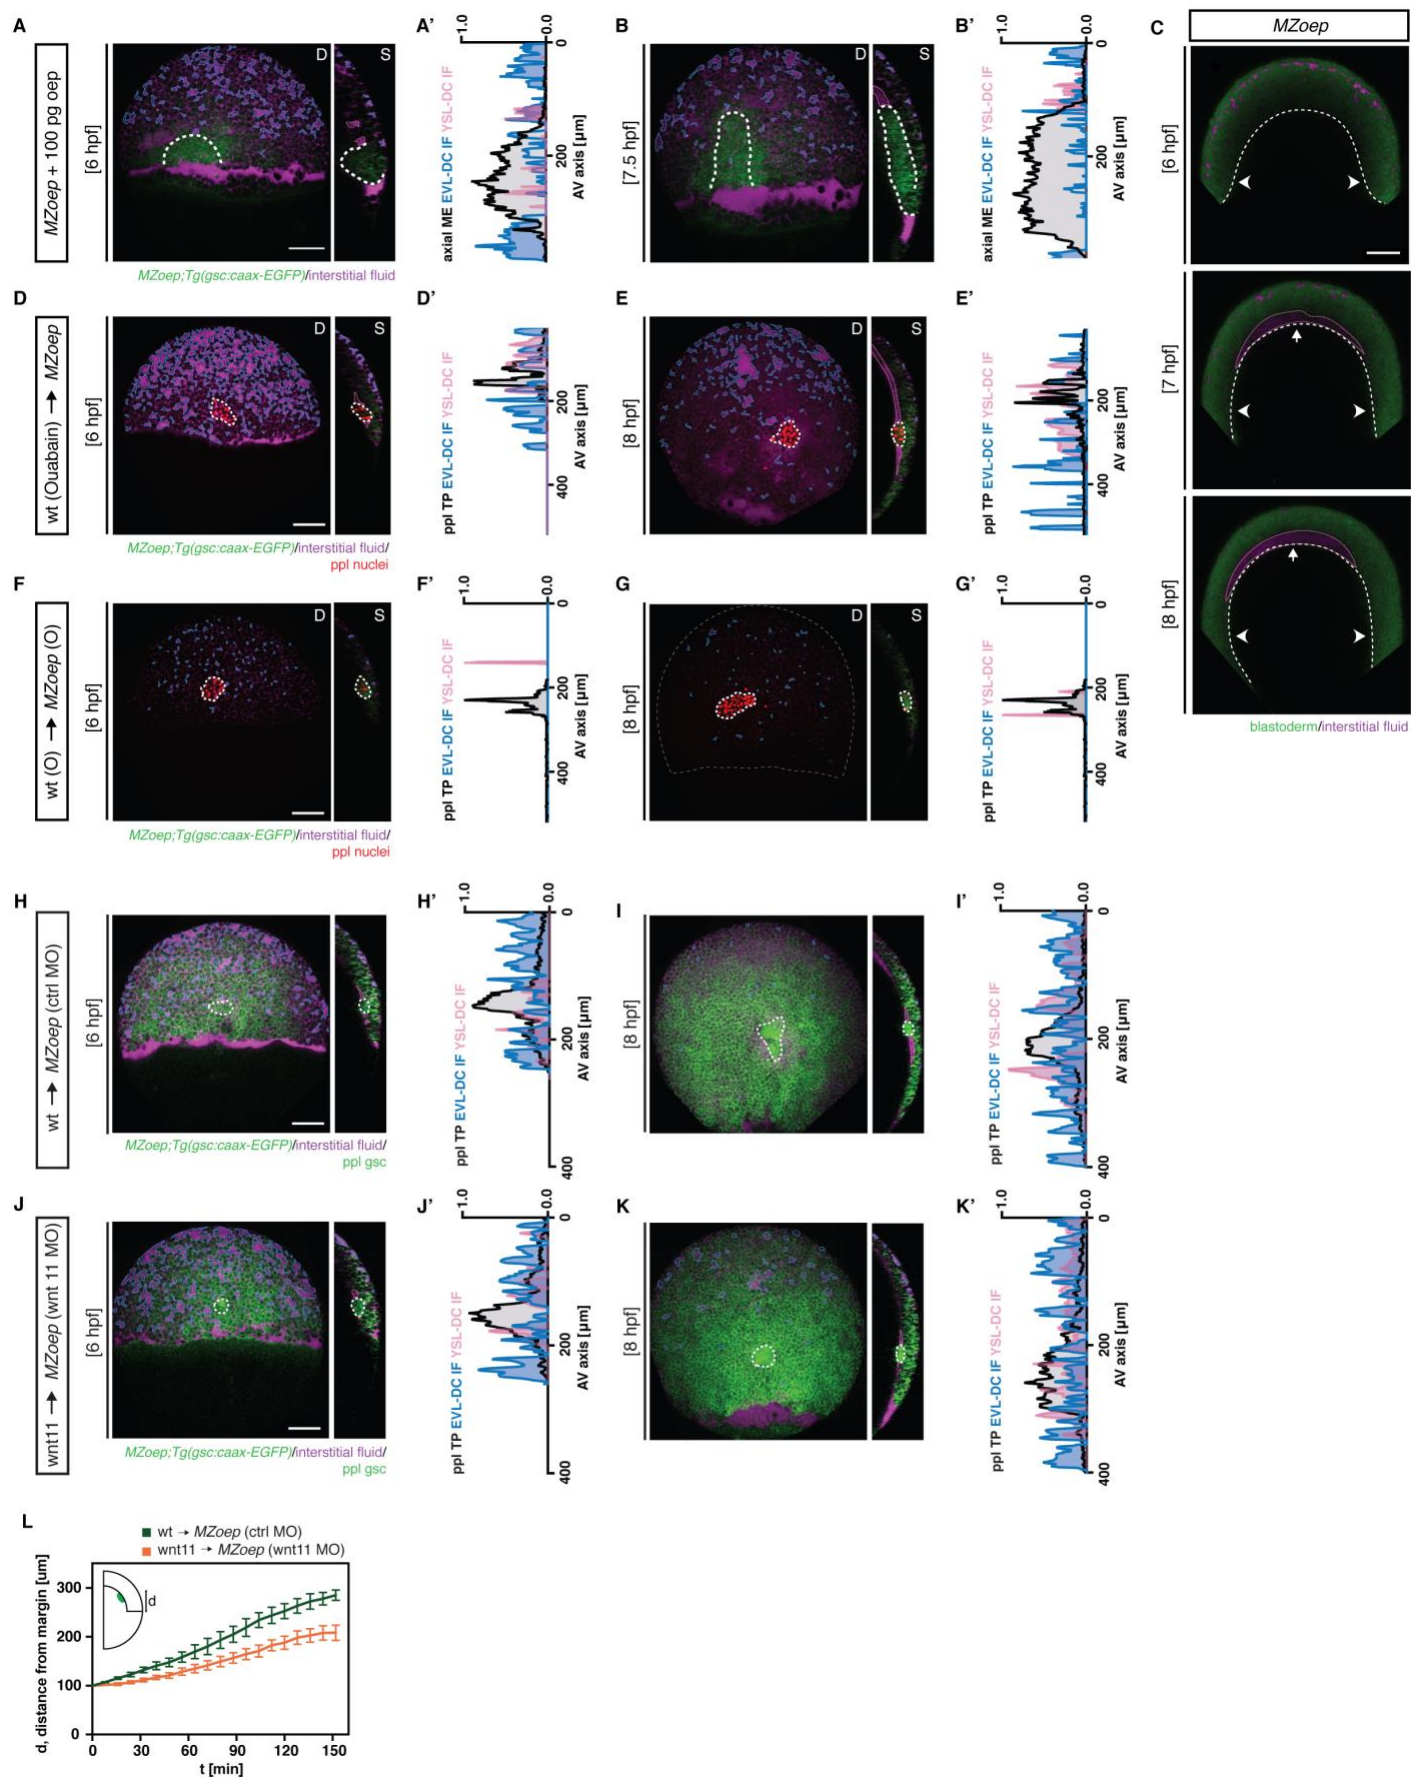 A
MZoep + 100 pg oep
[6 hpf]
D
S
MZoep;Tg(gsc:caax-EGFP)/interstitial fluid
A'
1.0
0.0
axial ME EVL-DC IF YSL-DC IF
0
200
AV axis [µm]
B
[7.5 hpf]
D
S
B'
1.0
0.0
axial ME EVL-DC IF YSL-DC IF
0
200
AV axis [µm]
C
MZoep
[6 hpf]
[7 hpf]
[8 hpf]
blastoderm/interstitial fluid
D
wt (Ouabain) → MZoep
[6 hpf]
D
S
MZoep;Tg(gsc:caax-EGFP)/interstitial fluid/
ppl nuclei
D'
ppl TP EVL-DC IF YSL-DC IF
200
400
AV axis [µm]
E
[8 hpf]
D
S
E'
ppl TP EVL-DC IF YSL-DC IF
200
400
AV axis [µm]
F
wt (O) → MZoep (O)
[6 hpf]
D
S
MZoep;Tg(gsc:caax-EGFP)/interstitial fluid/
ppl nuclei
F'
1.0
0.0
ppl TP EVL-DC IF YSL-DC IF
0
200
400
AV axis [µm]
G
[8 hpf]
D
S
G'
1.0
0.0
ppl TP EVL-DC IF YSL-DC IF
0
200
400
AV axis [µm]
H
wt → MZoep (ctrl MO)
[6 hpf]
MZoep;Tg(gsc:caax-EGFP)/interstitial fluid/
ppl gsc
H'
1.0
0.0
ppl TP EVL-DC IF YSL-DC IF
0
200
400
AV axis [µm]
I
[8 hpf]
I'
1.0
0.0
ppl TP EVL-DC IF YSL-DC IF
0
200
400
AV axis [µm]
J
wnt11 → MZoep (wnt 11 MO)
[6 hpf]
MZoep;Tg(gsc:caax-EGFP)/interstitial fluid/
ppl gsc
J'
1.0
0.0
ppl TP EVL-DC IF YSL-DC IF
0
200
400
AV axis [µm]
K
[8 hpf]
K'
1.0
0.0
ppl TP EVL-DC IF YSL-DC IF
0
200
400
AV axis [µm]
L
wt → MZoep (ctrl MO)
wnt11 → MZoep (wnt11 MO)
d, distance from margin [um]
300
200
100
0
d
0 30 60 90 120 150
t [min]